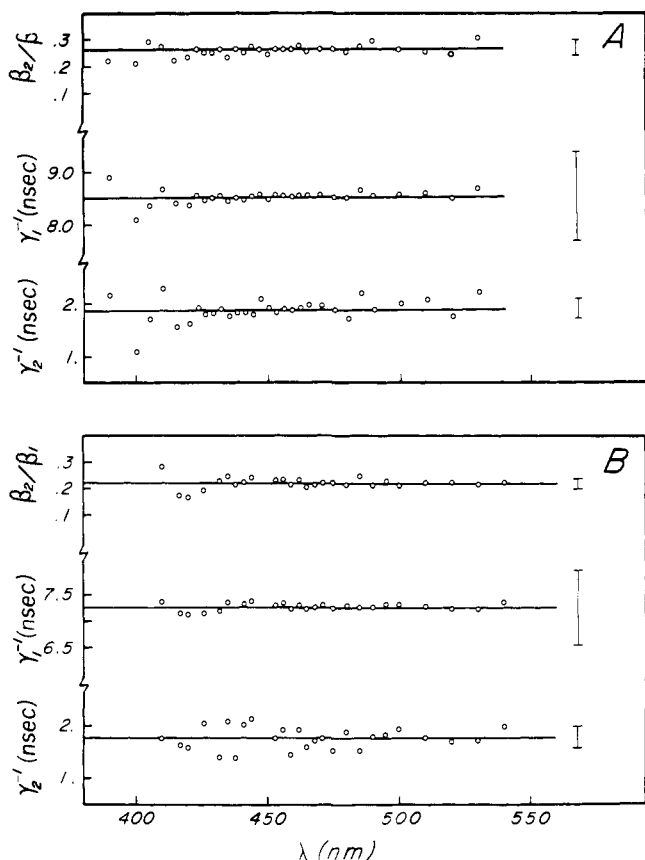 A
β₂/β
.3
.2
.1
γ₁⁻¹(nsec)
9.0
8.0
γ₂⁻¹(nsec)
2.
1.
B
β₂/β₁
.3
.2
.1
γ₁⁻¹(nsec)
7.5
6.5
γ₂⁻¹(nsec)
2.
1.
400 450 500 550
λ (nm)